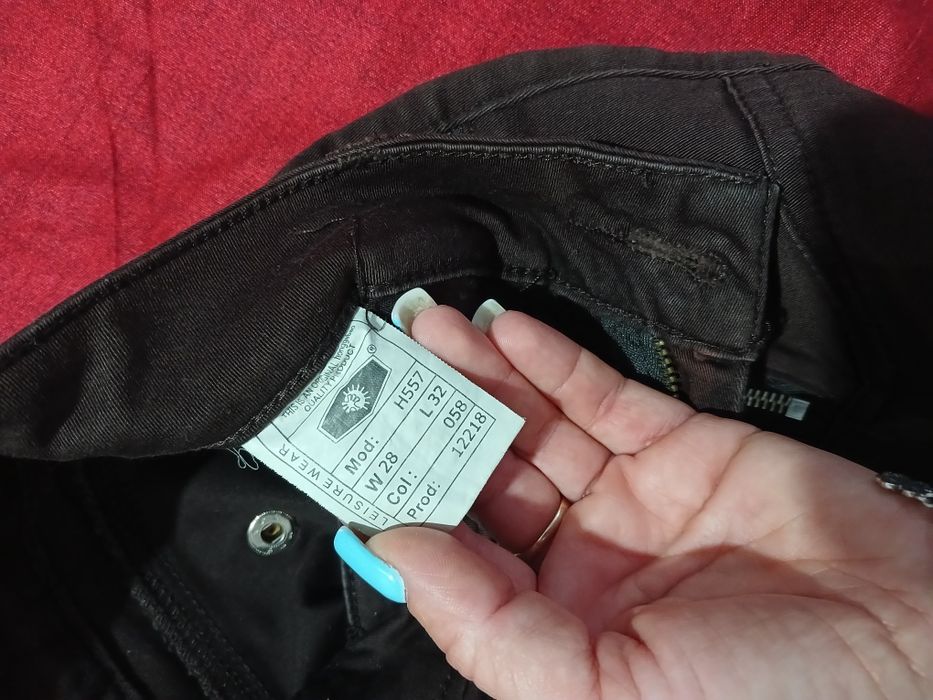 THIS IS AN ORIGINAL
QUALITY PRODUCT
®
LEISURE WEAR
Mod: H557
W 28 L 32
Col: 058
Prod: 12218